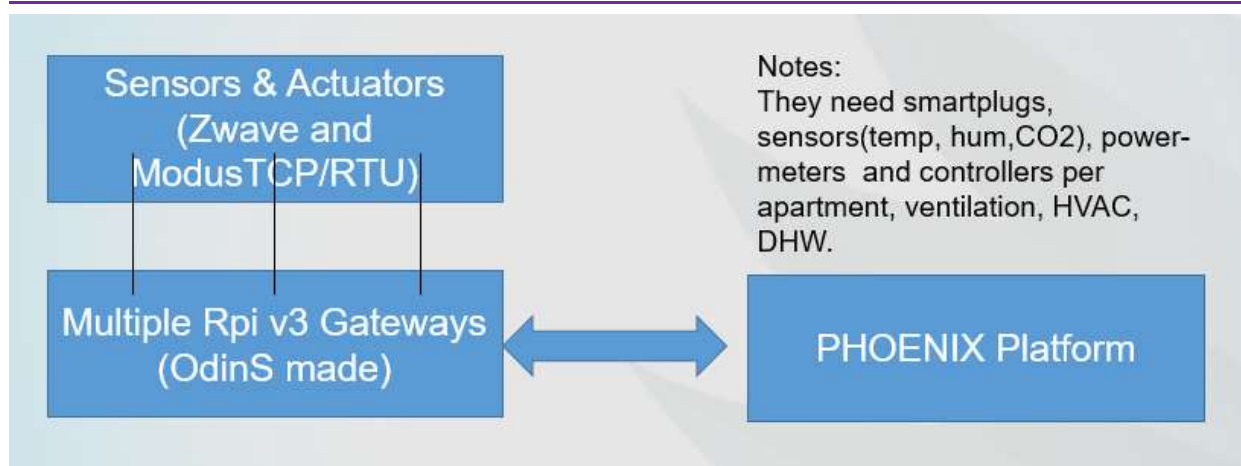 Sensors & Actuators
(Zwave and
ModusTCP/RTU)
Notes:
They need smartplugs,
sensors(temp, hum,CO2), power-
meters and controllers per
apartment, ventilation, HVAC,
DHW.
Multiple Rpi v3 Gateways
(OdinS made)
PHOENIX Platform